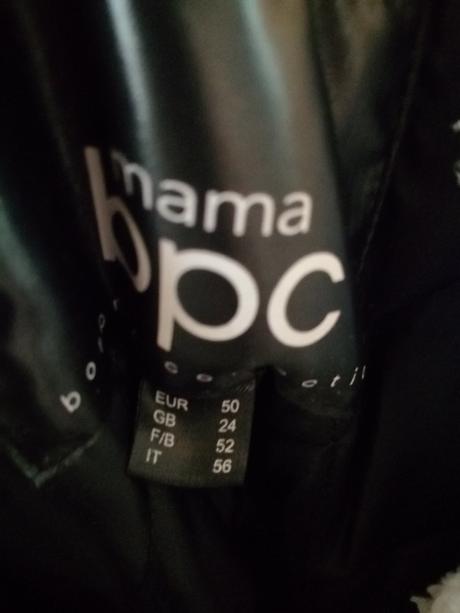 mama
bpc
EUR 50
GB 24
F/B 52
IT 56